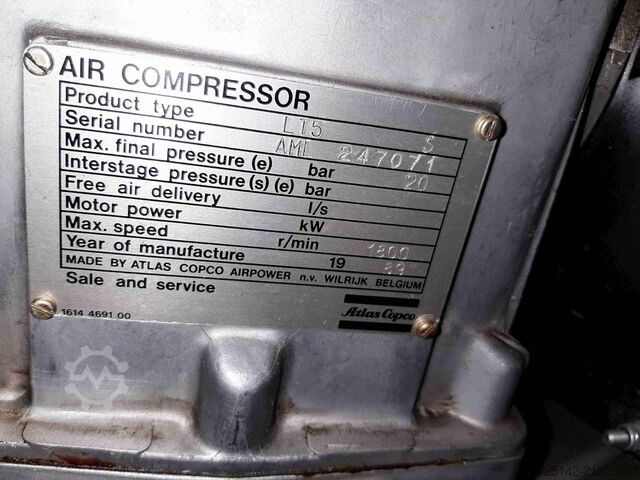 AIR COMPRESSOR
Product type LT5 S
Serial number AMI 247071
Max. final pressure (e) bar 20
Interstage pressure(s) (e) bar
Free air delivery l/s
Motor power kW
Max. speed r/min 1800
Year of manufacture 19 89
MADE BY ATLAS COPCO AIRPOWER n.v. WILRIJK BELGIUM
Sale and service
1614 4691 00
Atlas Copco